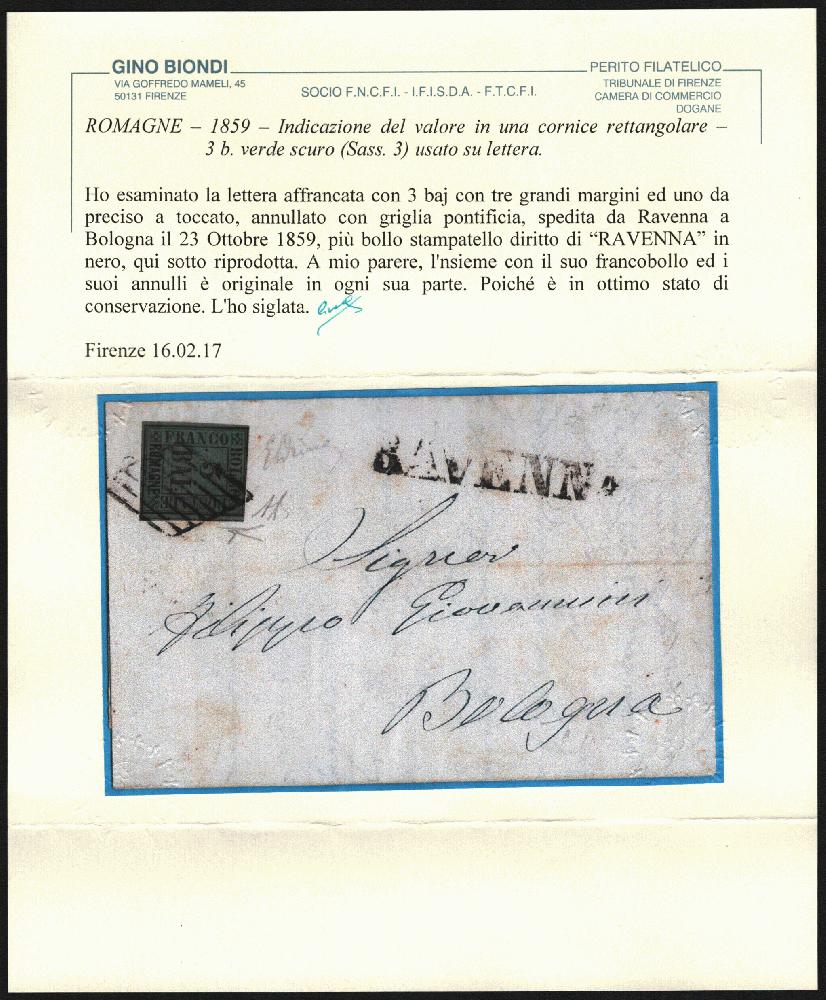 GINO BIONDI
VIA GOFFREDO MAMELI, 45
50131 FIRENZE
SOCIO F.N.C.F.I. - I.F.I.S.D.A. - F.T.C.F.I.
PERITO FILATELICO
TRIBUNALE DI FIRENZE
CAMERA DI COMMERCIO
DOGANE
ROMAGNE – 1859 – Indicazione del valore in una cornice rettangolare –
3 b. verde scuro (Sass. 3) usato su lettera.
Ho esaminato la lettera affrancata con 3 baj con tre grandi margini ed uno da
preciso a toccato, annullato con griglia pontificia, spedita da Ravenna a
Bologna il 23 Ottobre 1859, più bollo stampatello diritto di “RAVENNA” in
nero, qui sotto riprodotta. A mio parere, l'nsieme con il suo francobollo ed i
suoi annulli è originale in ogni sua parte. Poiché è in ottimo stato di
conservazione. L'ho siglata.
Firenze 16.02.17
FRANCO
ROMAGNE
BAJ
3
RAVENNA
Signor
Filippo Giovannini
Bologna